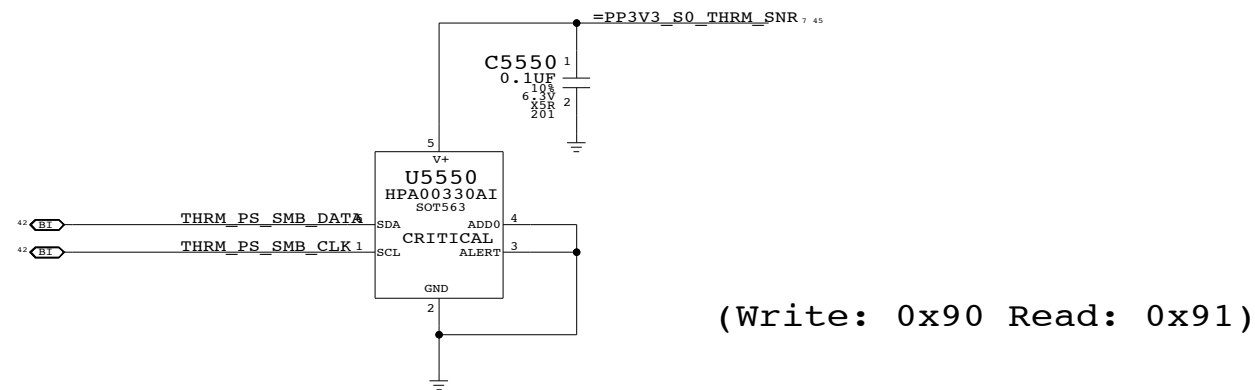 =PP3V3_S0_THRM_SNR 7 45
C5550 1
0.1UF
10%
6.3V
X5R 2
201
5
V+
U5550
HPA00330AI
SOT563
42 BI THRM_PS_SMB_DATA 6 SDA ADD0 4
CRITICAL
42 BI THRM_PS_SMB_CLK 1 SCL ALERT 3
GND
2
(Write: 0x90 Read: 0x91)